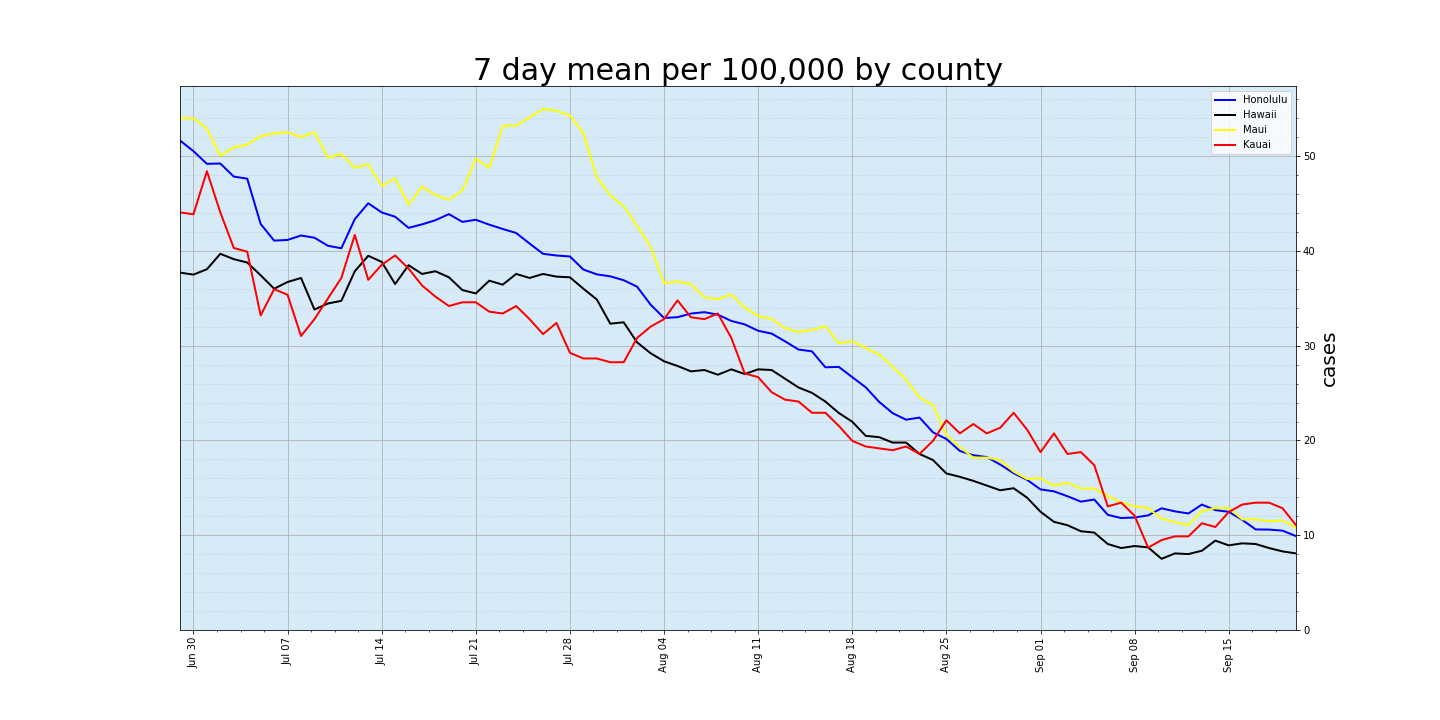 7 day mean per 100,000 by county
Honolulu
Hawaii
Maui
Kauai
50
40
30
20
10
0
cases
Jun 30
Jul 07
Jul 14
Jul 21
Jul 28
Aug 04
Aug 11
Aug 18
Aug 25
Sep 01
Sep 08
Sep 15